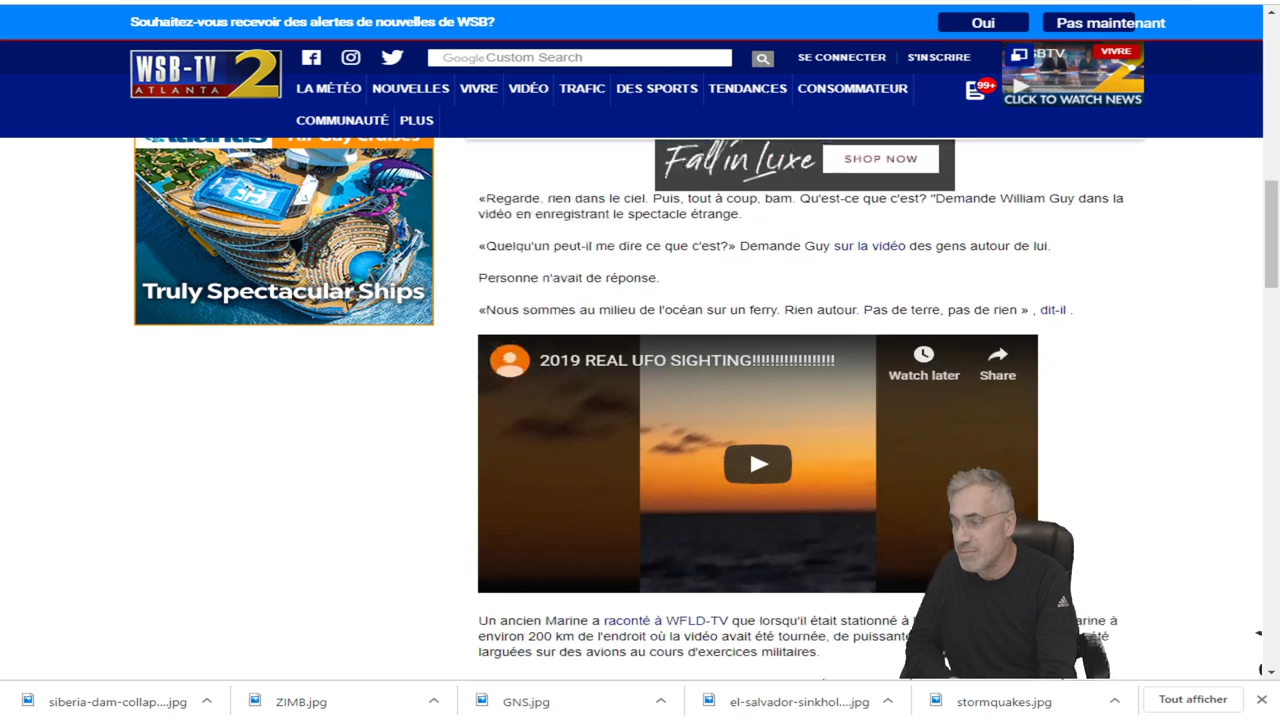 Souhaitez-vous recevoir des alertes de nouvelles de WSB?
Oui
Pas maintenant
WSB-TV 2
ATLANTA
Google Custom Search
SE CONNECTER
S'INSCRIRE
SBTV
VIVRE
2
CLICK TO WATCH NEWS
LA MÉTÉO
NOUVELLES
VIVRE
VIDÉO
TRAFIC
DES SPORTS
TENDANCES
CONSOMMATEUR
99+
COMMUNAUTÉ
PLUS
Atlantis
All-Gay Cruises
Truly Spectacular Ships
Fall in Luxe
SHOP NOW
«Regarde, rien dans le ciel. Puis, tout à coup, bam. Qu'est-ce que c'est? "Demande William Guy dans la
vidéo en enregistrant le spectacle étrange.
«Quelqu'un peut-il me dire ce que c'est?» Demande Guy sur la vidéo des gens autour de lui.
Personne n'avait de réponse.
«Nous sommes au milieu de l'océan sur un ferry. Rien autour. Pas de terre, pas de rien » , dit-il .
2019 REAL UFO SIGHTING!!!!!!!!!!!!!!!!!!
Watch later
Share
Un ancien Marine a raconté à WFLD-TV que lorsqu'il était stationné à
environ 200 km de l'endroit où la vidéo avait été tournée, de
larguées sur des avions au cours d'exercices militaires.
siberia-dam-collap....jpg
ZIMB.jpg
GNS.jpg
el-salvador-sinkhol....jpg
stormquakes.jpg
Tout afficher